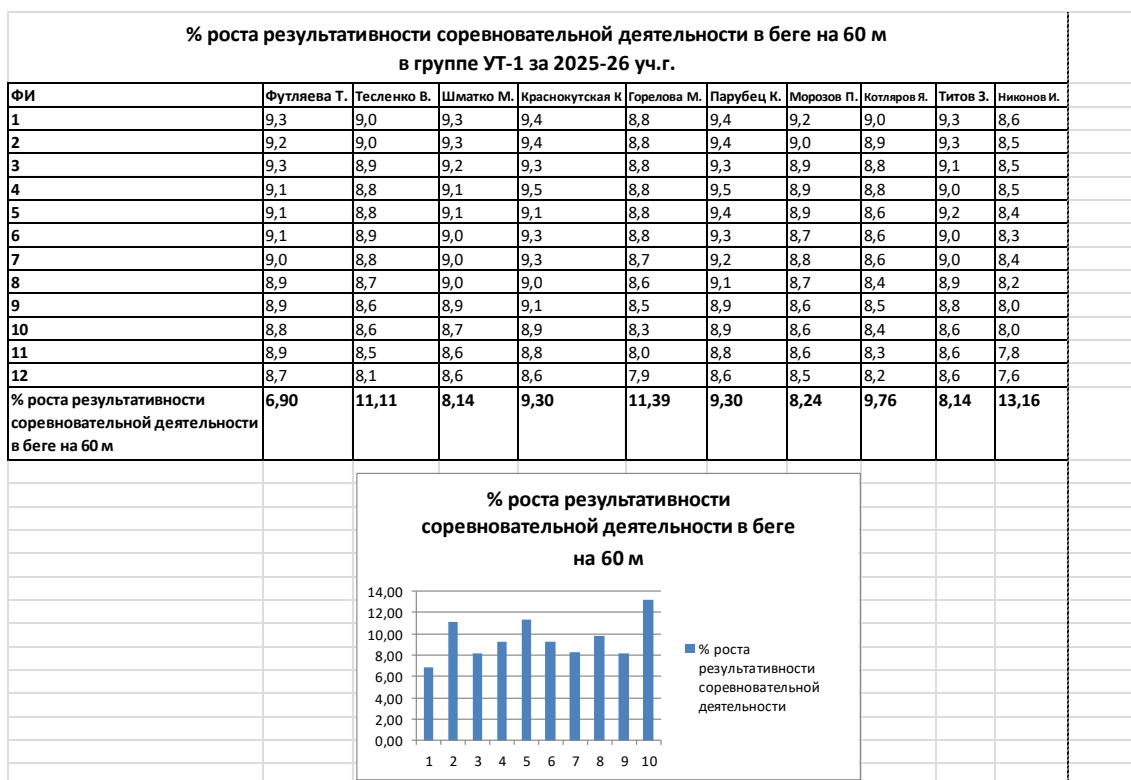 % роста результативности соревновательной деятельности в беге на 60 м
в группе УТ-1 за 2025-26 уч.г.
ФИ Футляева Т. Тесленко В. Шматко М. Краснокутская К Горелова М. Парубец К. Морозов П. Котляров Я. Титов З. Никонов И.
1 9,3 9,0 9,3 9,4 8,8 9,4 9,2 9,0 9,3 8,6
2 9,2 9,0 9,3 9,4 8,8 9,4 9,0 8,9 9,3 8,5
3 9,3 8,9 9,2 9,3 8,8 9,3 8,9 8,8 9,1 8,5
4 9,1 8,8 9,1 9,5 8,8 9,5 8,9 8,8 9,0 8,5
5 9,1 8,8 9,1 9,1 8,8 9,4 8,9 8,6 9,2 8,4
6 9,1 8,9 9,0 9,3 8,8 9,3 8,7 8,6 9,0 8,3
7 9,0 8,8 9,0 9,3 8,7 9,2 8,8 8,6 9,0 8,4
8 8,9 8,7 9,0 9,0 8,6 9,1 8,7 8,4 8,9 8,2
9 8,9 8,6 8,9 9,1 8,5 8,9 8,6 8,5 8,8 8,0
10 8,8 8,6 8,7 8,9 8,3 8,9 8,6 8,4 8,6 8,0
11 8,9 8,5 8,6 8,8 8,0 8,8 8,6 8,3 8,6 7,8
12 8,7 8,1 8,6 8,6 7,9 8,6 8,5 8,2 8,6 7,6
% роста результативности 6,90 11,11 8,14 9,30 11,39 9,30 8,24 9,76 8,14 13,16
соревновательной деятельности
в беге на 60 м
% роста результативности
соревновательной деятельности в беге
на 60 м
14,00
12,00
10,00
8,00
6,00
4,00
2,00
0,00
1 2 3 4 5 6 7 8 9 10
% роста
результативности
соревновательной
деятельности